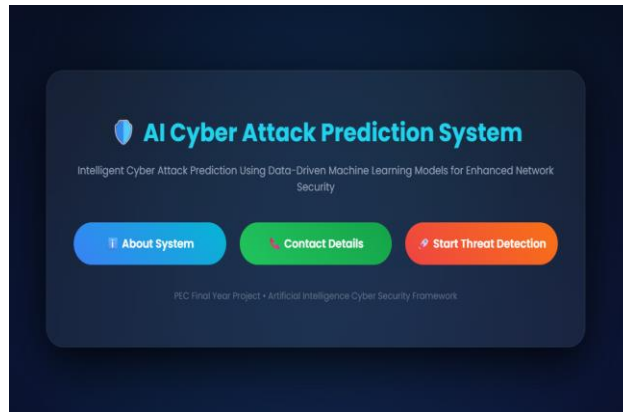 AI Cyber Attack Prediction System
Intelligent Cyber Attack Prediction Using Data-Driven Machine Learning Models for Enhanced Network
Security
About System
Contact Details
Start Threat Detection
PEC Final Year Project • Artificial Intelligence Cyber Security Framework